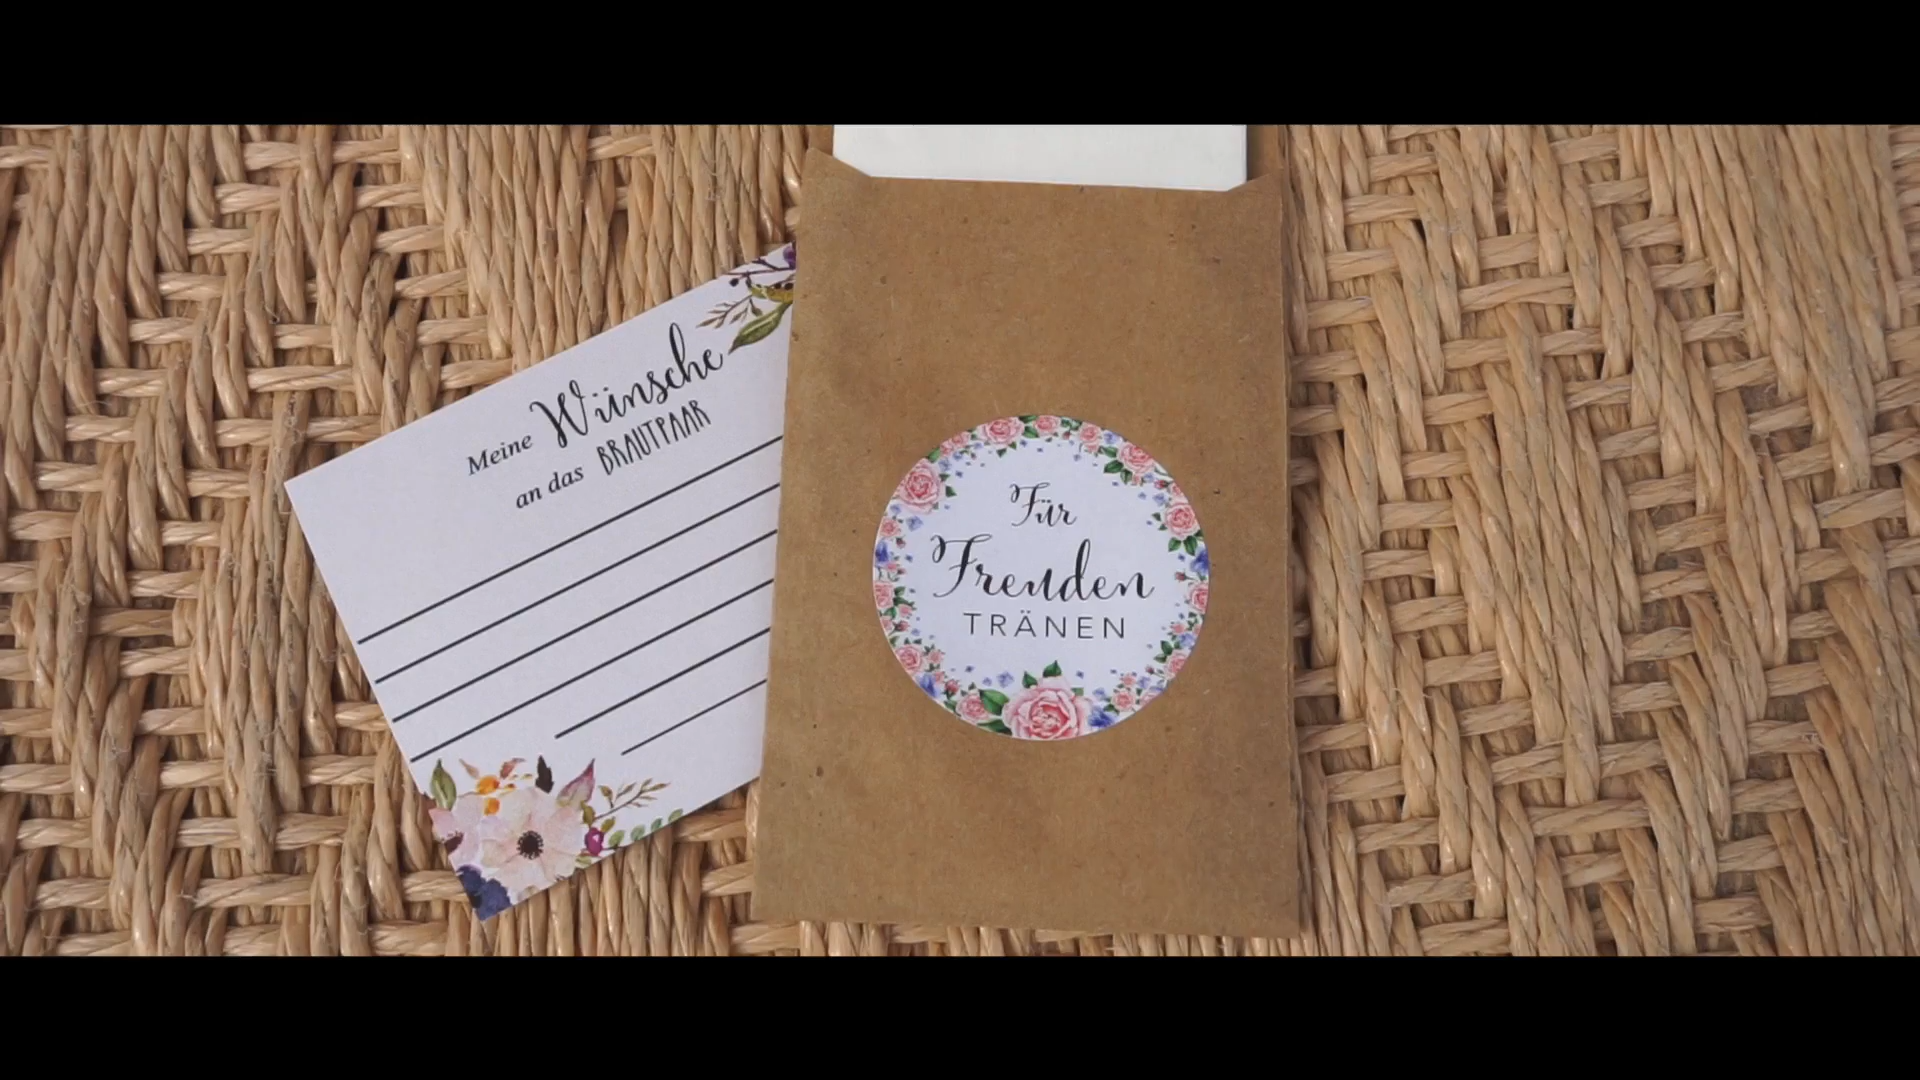 Meine Wünsche
an das BRAUTPAAR
Für
Freuden
TRÄNEN